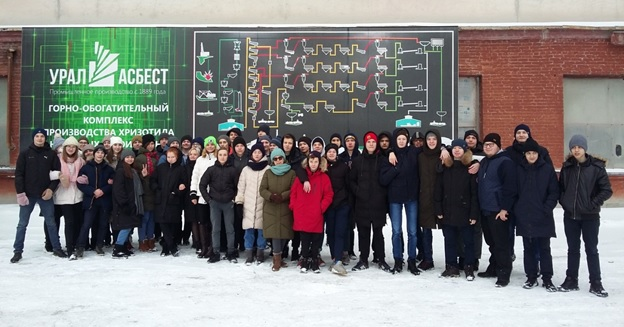 УРАЛ АСБЕСТ
Промышленное производство с 1889 года
ГОРНО-ОБОГАТИТЕЛЬНЫЙ
КОМПЛЕКС
ПРОИЗВОДСТВА ХРИЗОТИЛА